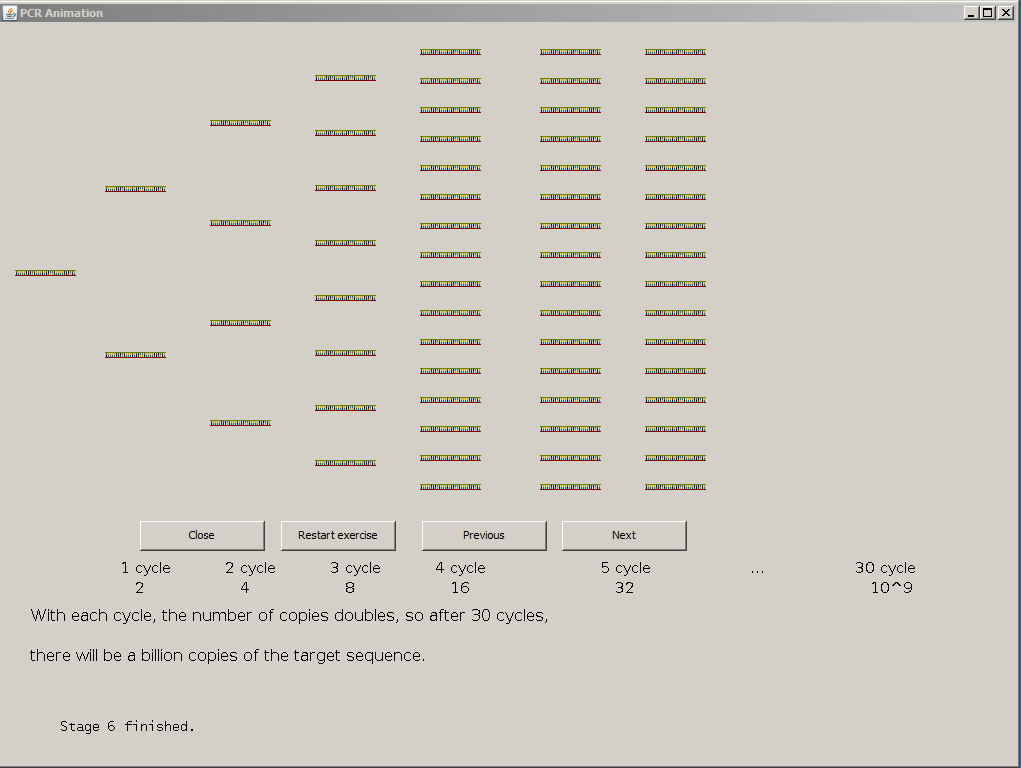 PCR Animation
Close Restart exercise Previous Next
1 cycle 2 cycle 3 cycle 4 cycle 5 cycle ... 30 cycle
2 4 8 16 32 10^9
With each cycle, the number of copies doubles, so after 30 cycles,
there will be a billion copies of the target sequence.
Stage 6 finished.